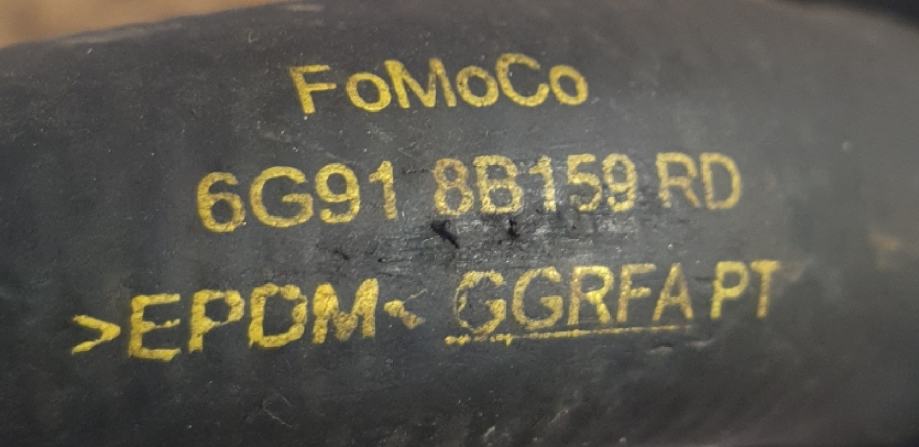 FoMoCo
6G91 8B159 RD
>EPDM< GGRFA PT